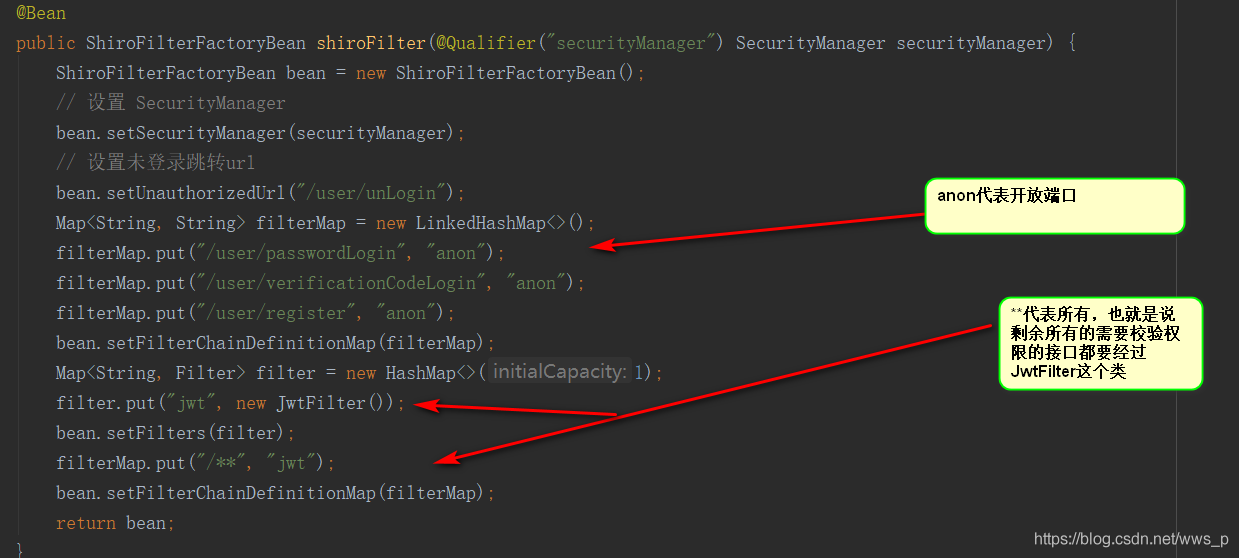 @Bean
public ShiroFilterFactoryBean shiroFilter(@Qualifier("securityManager") SecurityManager securityManager) {
ShiroFilterFactoryBean bean = new ShiroFilterFactoryBean();
// 设置 SecurityManager
bean.setSecurityManager(securityManager);
// 设置未登录跳转url
bean.setUnauthorizedUrl("/user/unLogin");
Map<String, String> filterMap = new LinkedHashMap<>();
filterMap.put("/user/passwordLogin", "anon");
filterMap.put("/user/verificationCodeLogin", "anon");
filterMap.put("/user/register", "anon");
bean.setFilterChainDefinitionMap(filterMap);
Map<String, Filter> filter = new HashMap<>( initialCapacity: 1);
filter.put("jwt", new JwtFilter());
bean.setFilters(filter);
filterMap.put("/**", "jwt");
bean.setFilterChainDefinitionMap(filterMap);
return bean;
}
anon代表开放端口
**代表所有，也就是说
剩余所有的需要校验权
限的接口都要经过
JwtFilter这个类
https://blog.csdn.net/wws_p